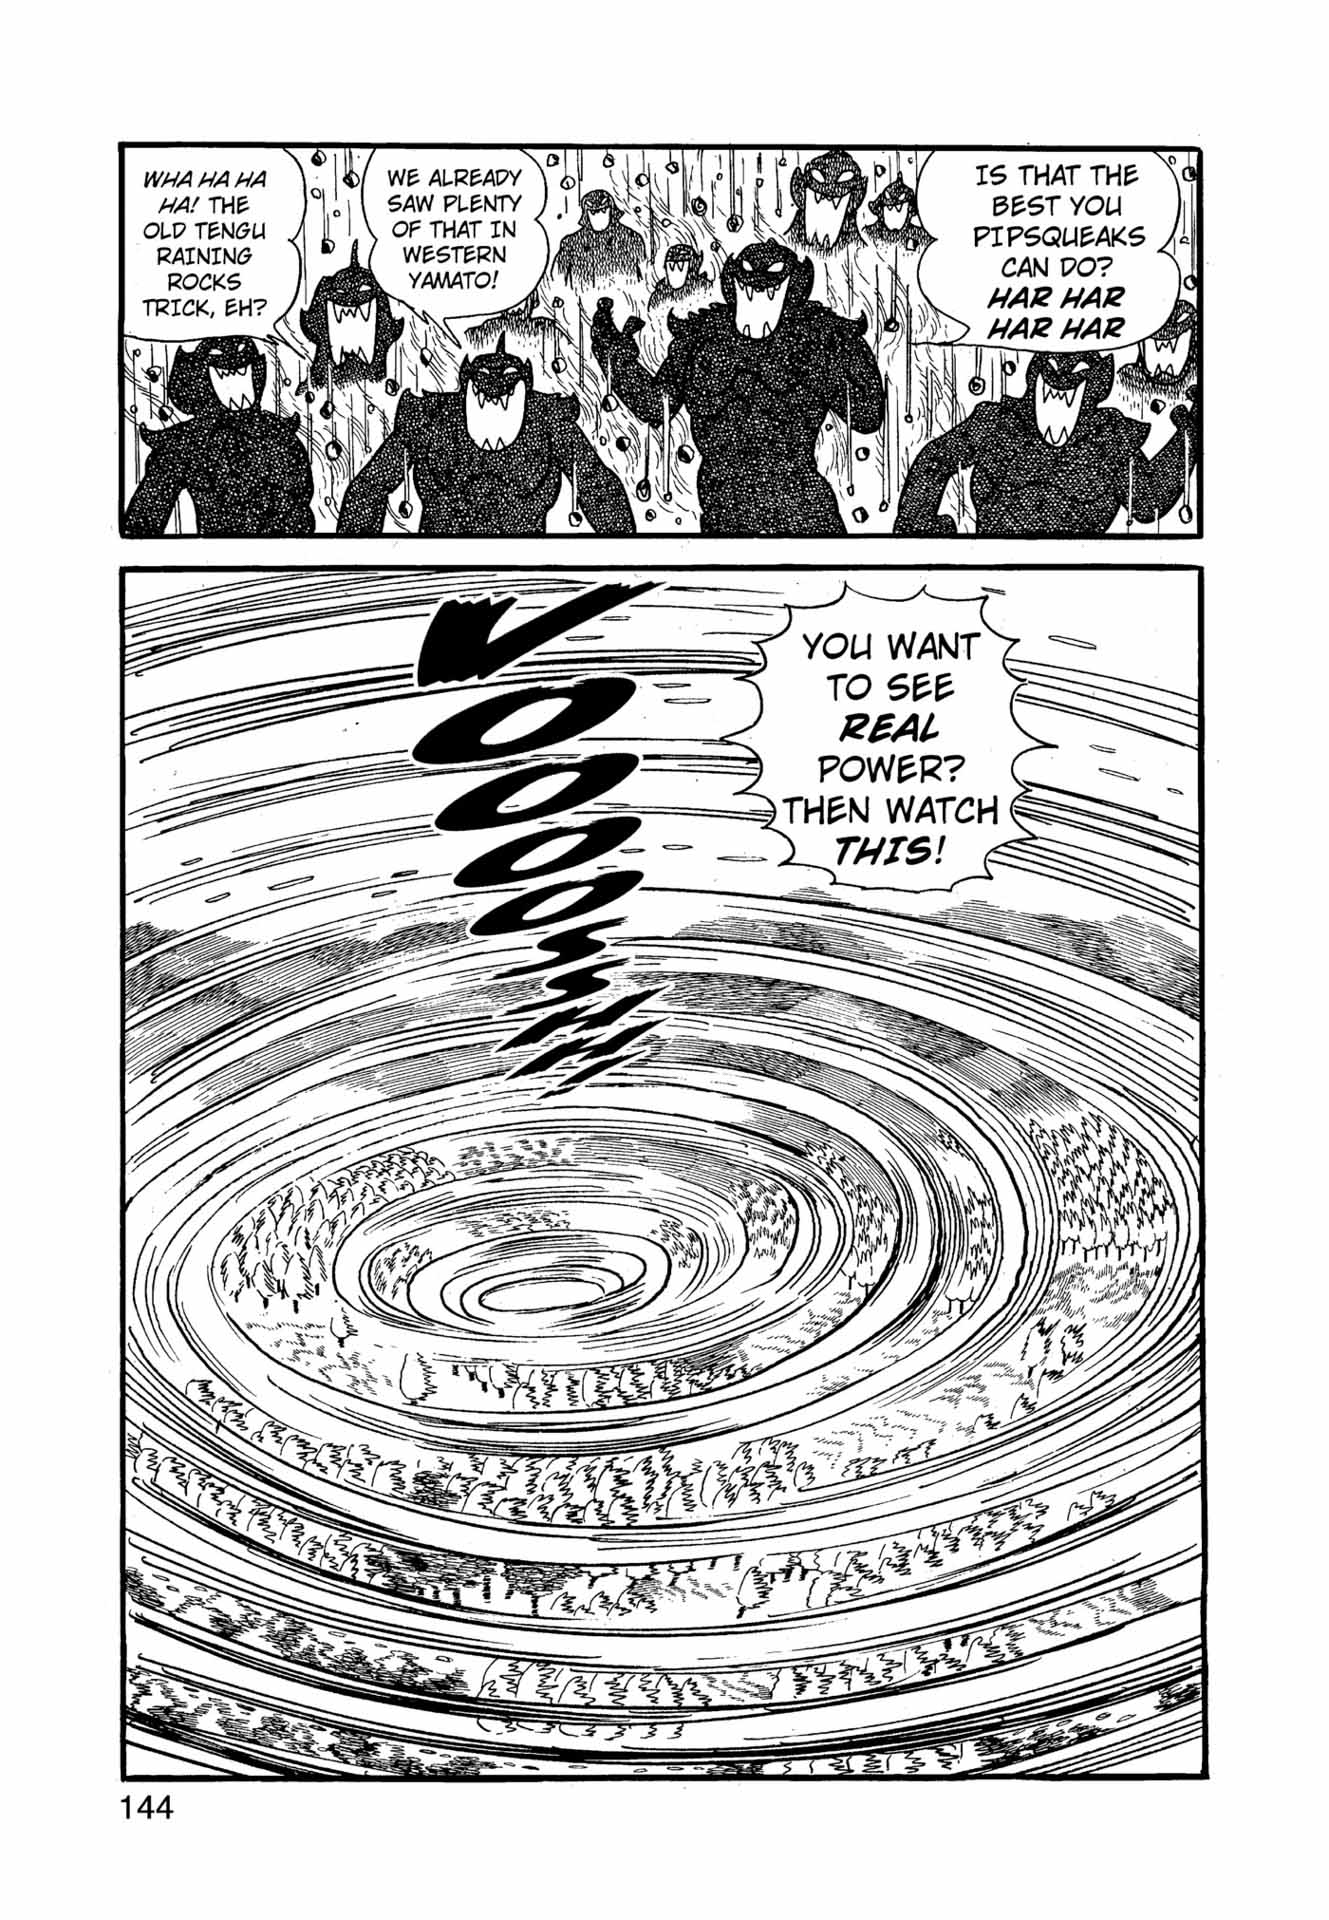 WHA HA HA
HA! THE
OLD TENGU
RAINING
ROCKS
TRICK, EH?
WE ALREADY
SAW PLENTY
OF THAT IN
WESTERN
YAMATO!
IS THAT THE
BEST YOU
PIPSQUEAKS
CAN DO?
HAR HAR
HAR HAR
VOOOOSSHHH
YOU WANT
TO SEE
REAL
POWER?
THEN WATCH
THIS!
144